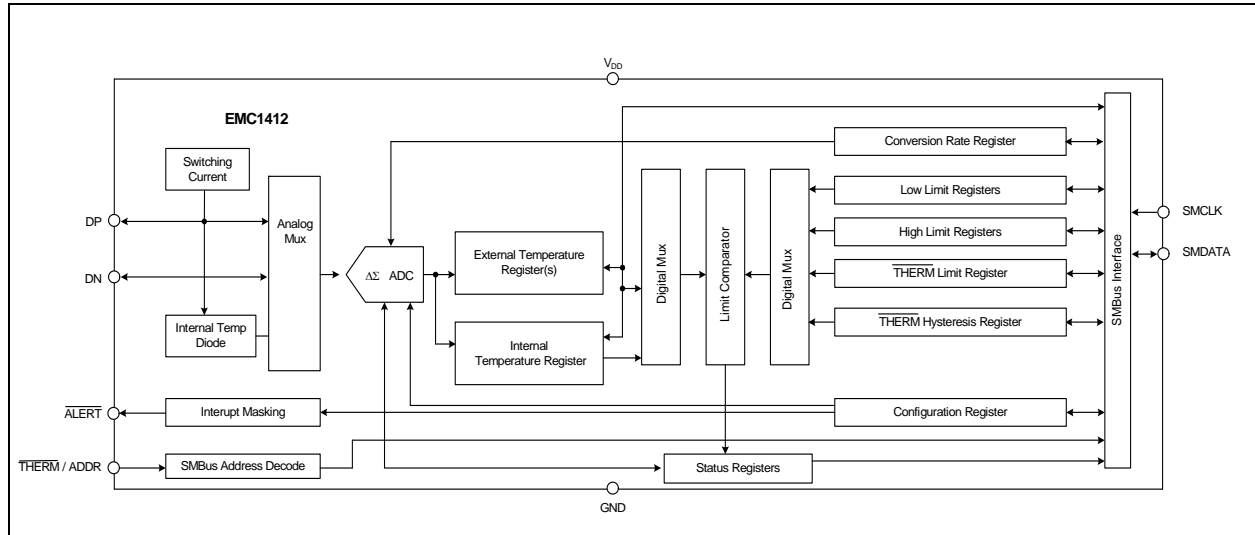 VDD
EMC1412
Switching
Current
Conversion Rate Register
Low Limit Registers
DP
Analog
Mux
SMCLK
High Limit Registers
External Temperature
Register(s)
ΔΣ ADC
Digital Mux
Limit Comparator
Digital Mux
SMBus Interface
SMDATA
DN
THERM Limit Register
Internal Temp
Diode
Internal
Temperature Register
THERM Hysteresis Register
ALERT
Interupt Masking
Configuration Register
THERM / ADDR
SMBus Address Decode
Status Registers
GND